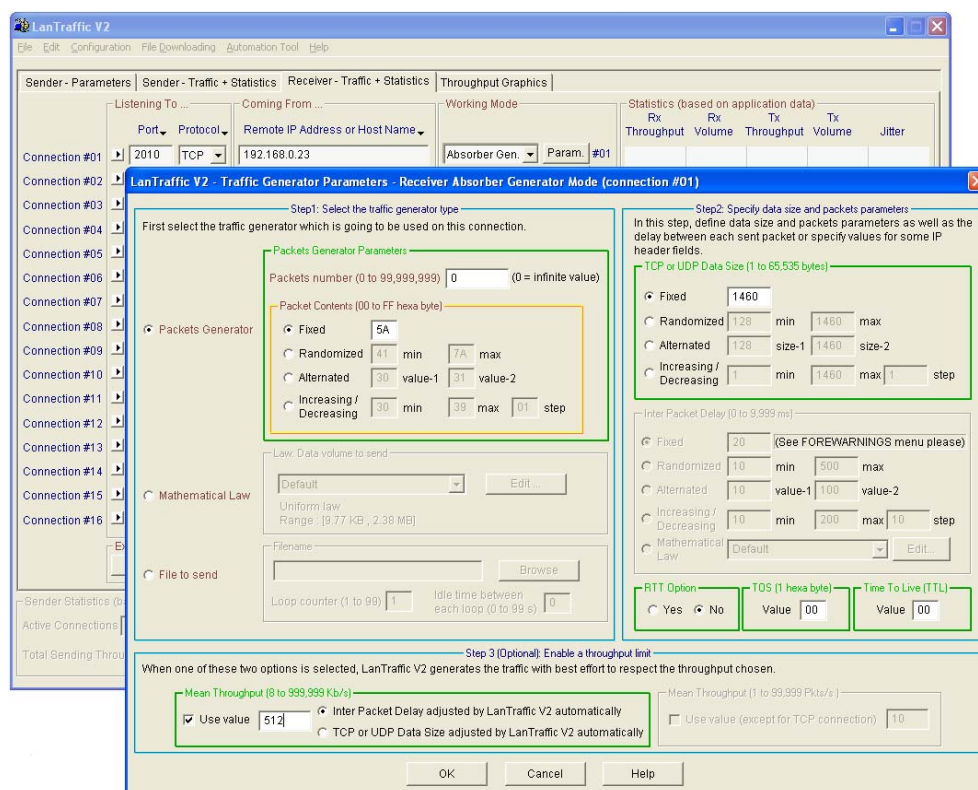 LanTraffic V2
File Edit Configuration File Downloading Automation Tool Help
Sender - Parameters Sender - Traffic + Statistics Receiver - Traffic + Statistics Throughput Graphics
Listening To ... Coming From ... Working Mode Statistics (based on application data)
Port Protocol Remote IP Address or Host Name Rx Throughput Rx Volume Tx Throughput Tx Volume Jitter
Connection #01 2010 TCP 192.168.0.23 Absorber Gen. Param. #01
Connection #02
Connection #03
Connection #04
Connection #05
Connection #06
Connection #07
Connection #08
Connection #09
Connection #10
Connection #11
Connection #12
Connection #13
Connection #14
Connection #15
Connection #16
Sender Statistics
Active Connections
Total Sending
LanTraffic V2 - Traffic Generator Parameters - Receiver Absorber Generator Mode (connection #01)
Step1: Select the traffic generator type
First select the traffic generator which is going to be used on this connection.
Packets Generator
Packets Generator Parameters
Packets number (0 to 99,999,999) 0 (0 = infinite value)
Packet Contents (00 to FF hexa byte)
Fixed 5A
Randomized 41 min 7A max
Alternated 30 value-1 31 value-2
Increasing /
Decreasing 30 min 39 max 01 step
Mathematical Law
Law: Data volume to send
Default Edit ...
Uniform law
Range : [9.77 KB , 2.38 MB]
File to send
Filename
Browse
Loop counter (1 to 99) 1 Idle time between
each loop (0 to 99 s) 0
Step2: Specify data size and packets parameters
In this step, define data size and packets parameters as well as the
delay between each sent packet or specify values for some IP
header fields.
TCP or UDP Data Size (1 to 65,535 bytes)
Fixed 1460
Randomized 128 min 1460 max
Alternated 128 size-1 1460 size-2
Increasing /
Decreasing 1 min 1460 max 1 step
Inter Packet Delay (0 to 9,999 ms)
Fixed 20 (See FOREWARNINGS menu please)
Randomized 10 min 500 max
Alternated 10 value-1 100 value-2
Increasing /
Decreasing 10 min 200 max 10 step
Mathematical
Law Default Edit...
RTT Option TOS (1 hexa byte) Time To Live (TTL)
Yes No Value 00 Value 00
Step 3 (Optional): Enable a throughput limit
When one of these two options is selected, LanTraffic V2 generates the traffic with best effort to respect the throughput chosen.
Mean Throughput (8 to 999,999 Kb/s)
Use value 512
Inter Packet Delay adjusted by LanTraffic V2 automatically
TCP or UDP Data Size adjusted by LanTraffic V2 automatically
Mean Throughput (1 to 99,999 Pkts/s )
Use value (except for TCP connection) 10
OK Cancel Help